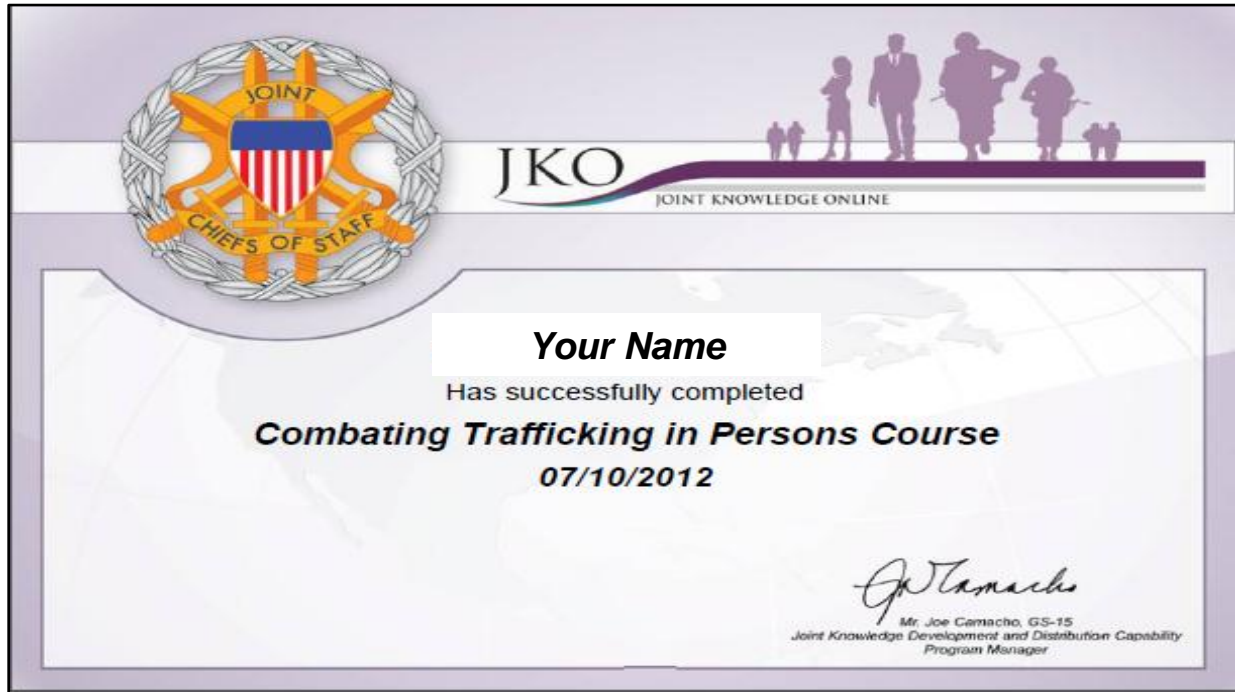 JOINT
CHIEFS OF STAFF
JKO
JOINT KNOWLEDGE ONLINE
Your Name
Has successfully completed
Combating Trafficking in Persons Course
07/10/2012
Mr. Joe Camacho, GS-15
Joint Knowledge Development and Distribution Capability
Program Manager